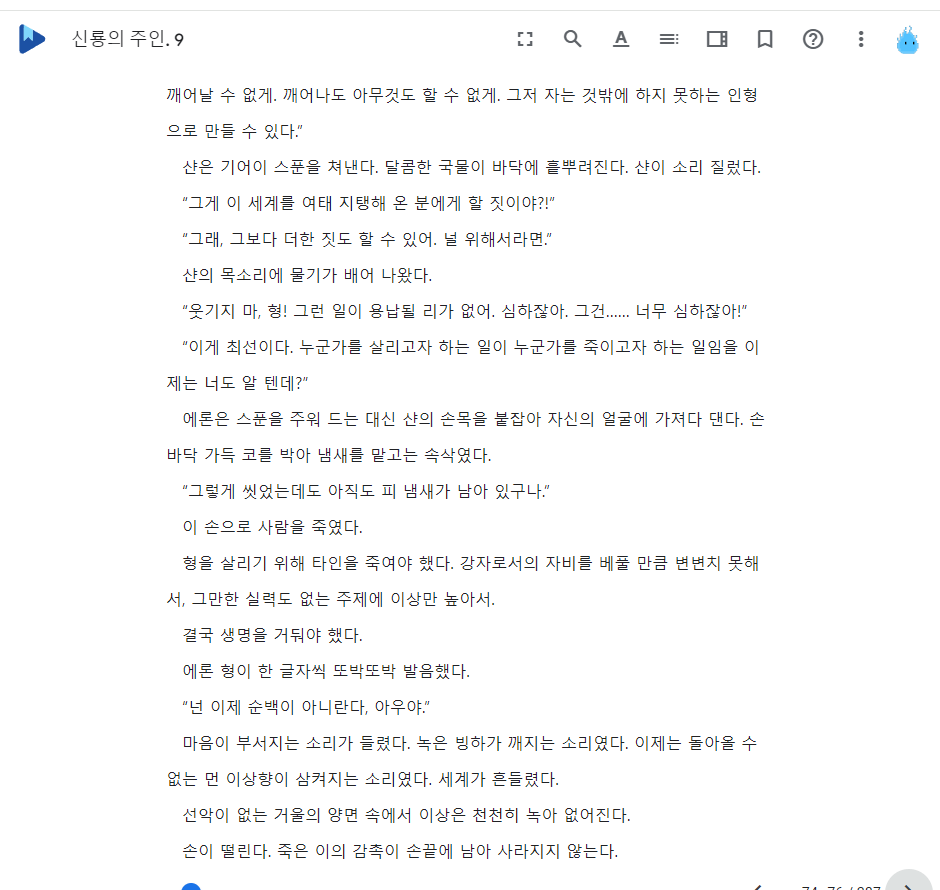 신룡의 주인. 9
깨어날 수 없게. 깨어나도 아무것도 할 수 없게. 그저 자는 것밖에 하지 못하는 인형
으로 만들 수 있다.”
샨은 기어이 스푼을 쳐낸다. 달콤한 국물이 바닥에 흩뿌려진다. 샨이 소리 질렀다.
“그게 이 세계를 여태 지탱해 온 분에게 할 짓이야?!”
“그래, 그보다 더한 짓도 할 수 있어. 널 위해서라면.”
샨의 목소리에 물기가 배어 나왔다.
“웃기지 마, 형! 그런 일이 용납될 리가 없어. 심하잖아. 그건...... 너무 심하잖아!”
“이게 최선이다. 누군가를 살리고자 하는 일이 누군가를 죽이고자 하는 일임을 이
제는 너도 알 텐데?”
에론은 스푼을 주워 드는 대신 샨의 손목을 붙잡아 자신의 얼굴에 가져다 댄다. 손
바닥 가득 코를 박아 냄새를 맡고는 속삭였다.
“그렇게 씻었는데도 아직도 피 냄새가 남아 있구나.”
이 손으로 사람을 죽였다.
형을 살리기 위해 타인을 죽여야 했다. 강자로서의 자비를 베풀 만큼 변변치 못해
서, 그만한 실력도 없는 주제에 이상만 높아서.
결국 생명을 거둬야 했다.
에론 형이 한 글자씩 또박또박 발음했다.
“넌 이제 순백이 아니란다, 아우야.”
마음이 부서지는 소리가 들렸다. 녹은 빙하가 깨지는 소리였다. 이제는 돌아올 수
없는 먼 이상향이 삼켜지는 소리였다. 세계가 흔들렸다.
선악이 없는 거울의 양면 속에서 이상은 천천히 녹아 없어진다.
손이 떨린다. 죽은 이의 감촉이 손끝에 남아 사라지지 않는다.